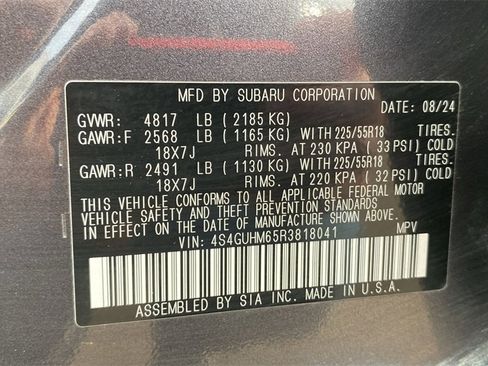 MFD BY SUBARU CORPORATION
DATE: 08/24
GVWR: 4817 LB (2185 KG)
GAWR:F 2568 LB (1165 KG) WITH 225/55R18 TIRES.
18X7J RIMS. AT 230 KPA (33 PSI) COLD
GAWR:R 2491 LB (1130 KG) WITH 225/55R18 TIRES.
18X7J RIMS. AT 220 KPA (32 PSI) COLD
THIS VEHICLE CONFORMS TO ALL APPLICABLE FEDERAL MOTOR
VEHICLE SAFETY AND THEFT PREVENTION STANDARDS
IN EFFECT ON THE DATE OF MANUFACTURE SHOWN ABOVE.
VIN: 4S4GUHM65R3818041 MPV
ASSEMBLED BY SIA INC. MADE IN U.S.A.